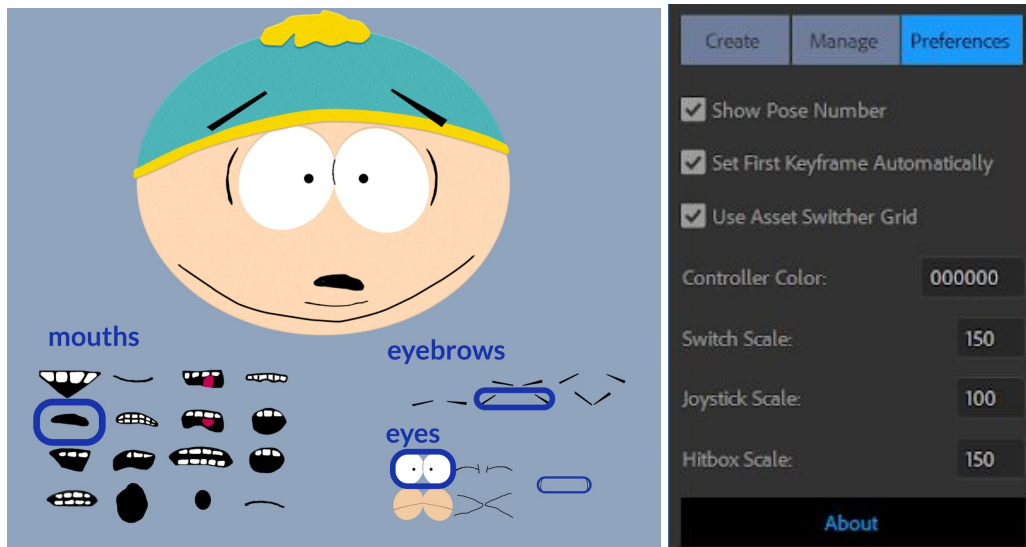 mouths
eyebrows
eyes
Create Manage Preferences
Show Pose Number
Set First Keyframe Automatically
Use Asset Switcher Grid
Controller Color: 000000
Switch Scale: 150
Joystick Scale: 100
Hitbox Scale: 150
About